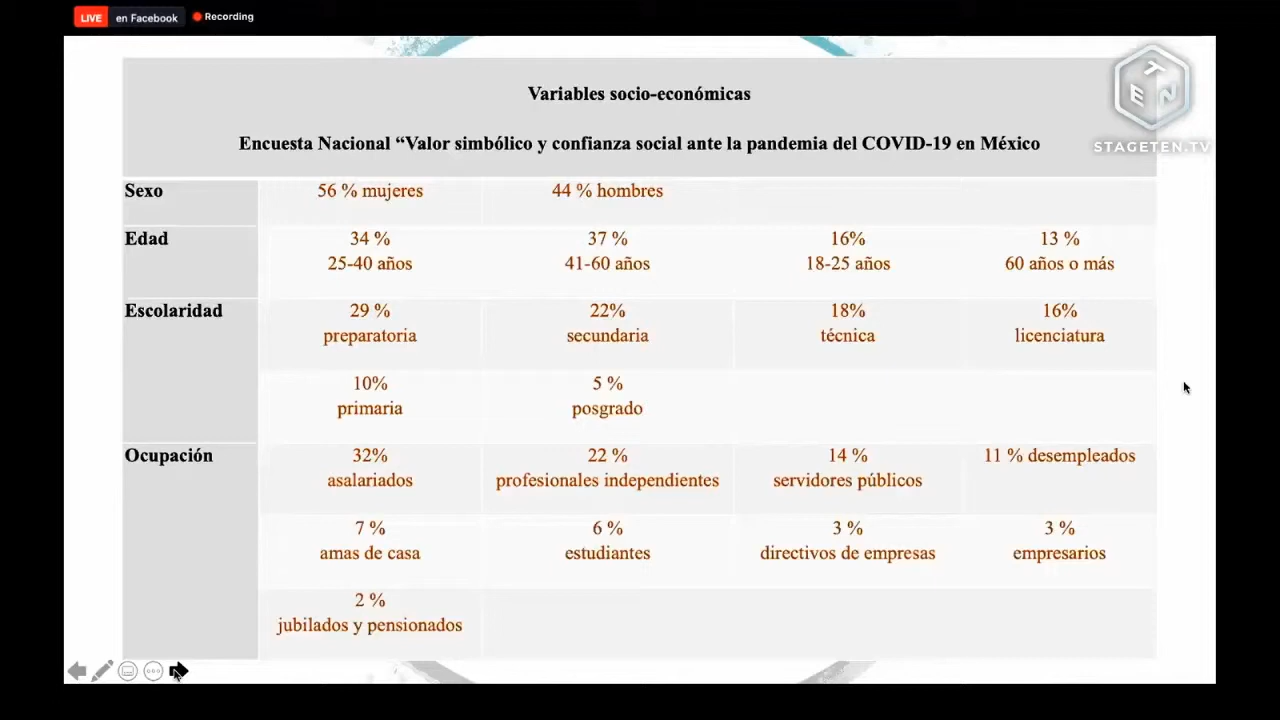 LIVE en Facebook Recording
T
E N
STAGETEN.TV
Variables socio-económicas
Encuesta Nacional “Valor simbólico y confianza social ante la pandemia del COVID-19 en México
Sexo 56 % mujeres 44 % hombres
Edad 34 % 37 % 16% 13 %
25-40 años 41-60 años 18-25 años 60 años o más
Escolaridad 29 % 22% 18% 16%
preparatoria secundaria técnica licenciatura
10% 5 %
primaria posgrado
Ocupación 32% 22 % 14 % 11 % desempleados
asalariados profesionales independientes servidores públicos
7 % 6 % 3 % 3 %
amas de casa estudiantes directivos de empresas empresarios
2 %
jubilados y pensionados